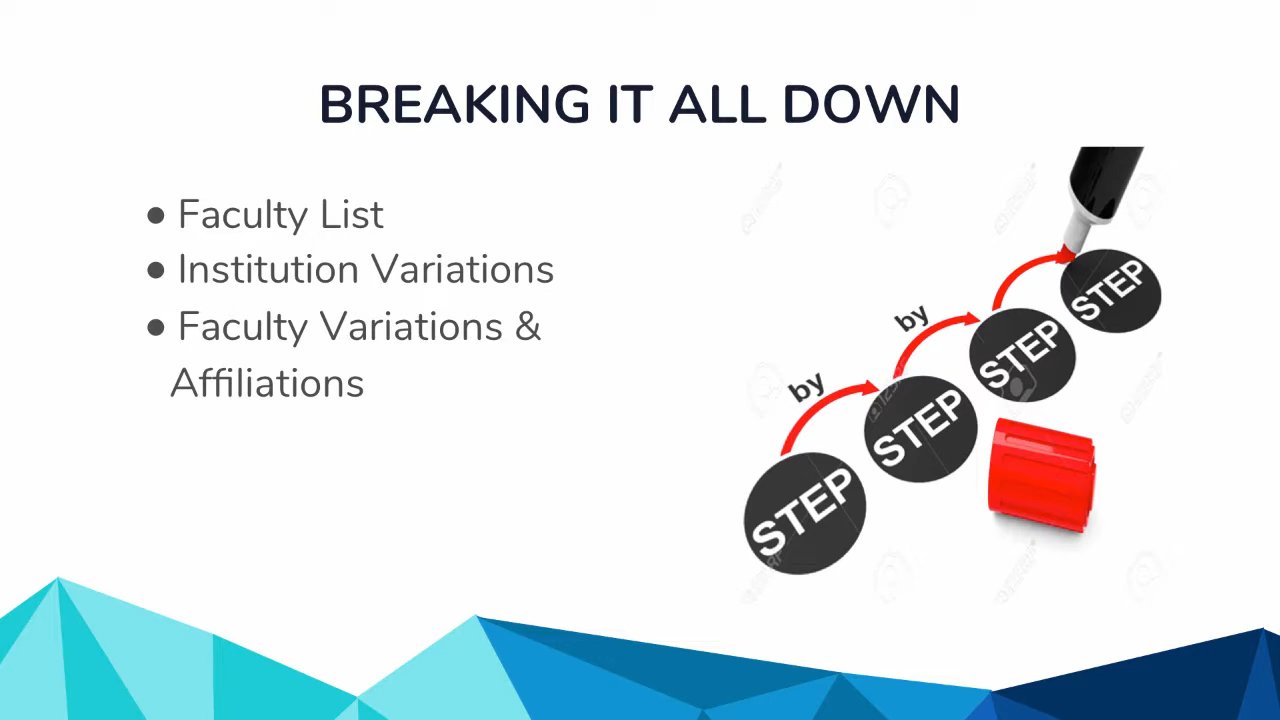 BREAKING IT ALL DOWN
● Faculty List
● Institution Variations
● Faculty Variations &
Affiliations
STEP
by
STEP
by
STEP
STEP